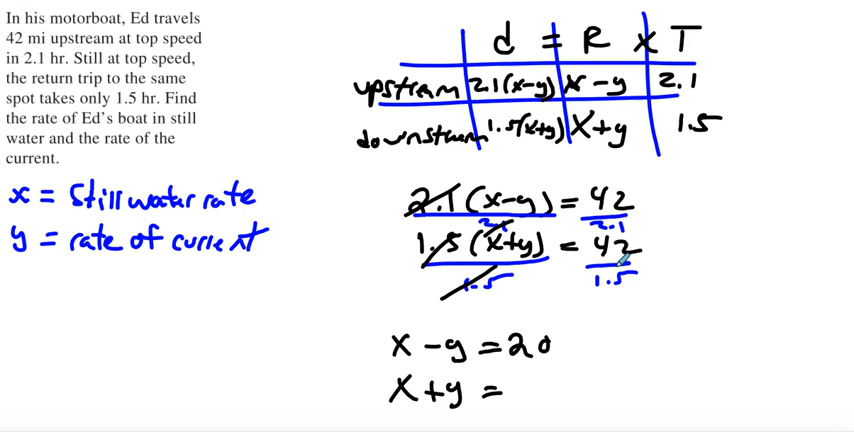 In his motorboat, Ed travels
42 mi upstream at top speed
in 2.1 hr. Still at top speed,
the return trip to the same
spot takes only 1.5 hr. Find
the rate of Ed's boat in still
water and the rate of the
current.
x = still water rate
y = rate of current
d = R x T
upstream 2.1(x-y) x-y 2.1
downstream 1.5(x+y) x+y 1.5
2.1(x-y) = 42
2.1 2.1
1.5(x+y) = 42
1.5 1.5
x-y = 20
x+y =